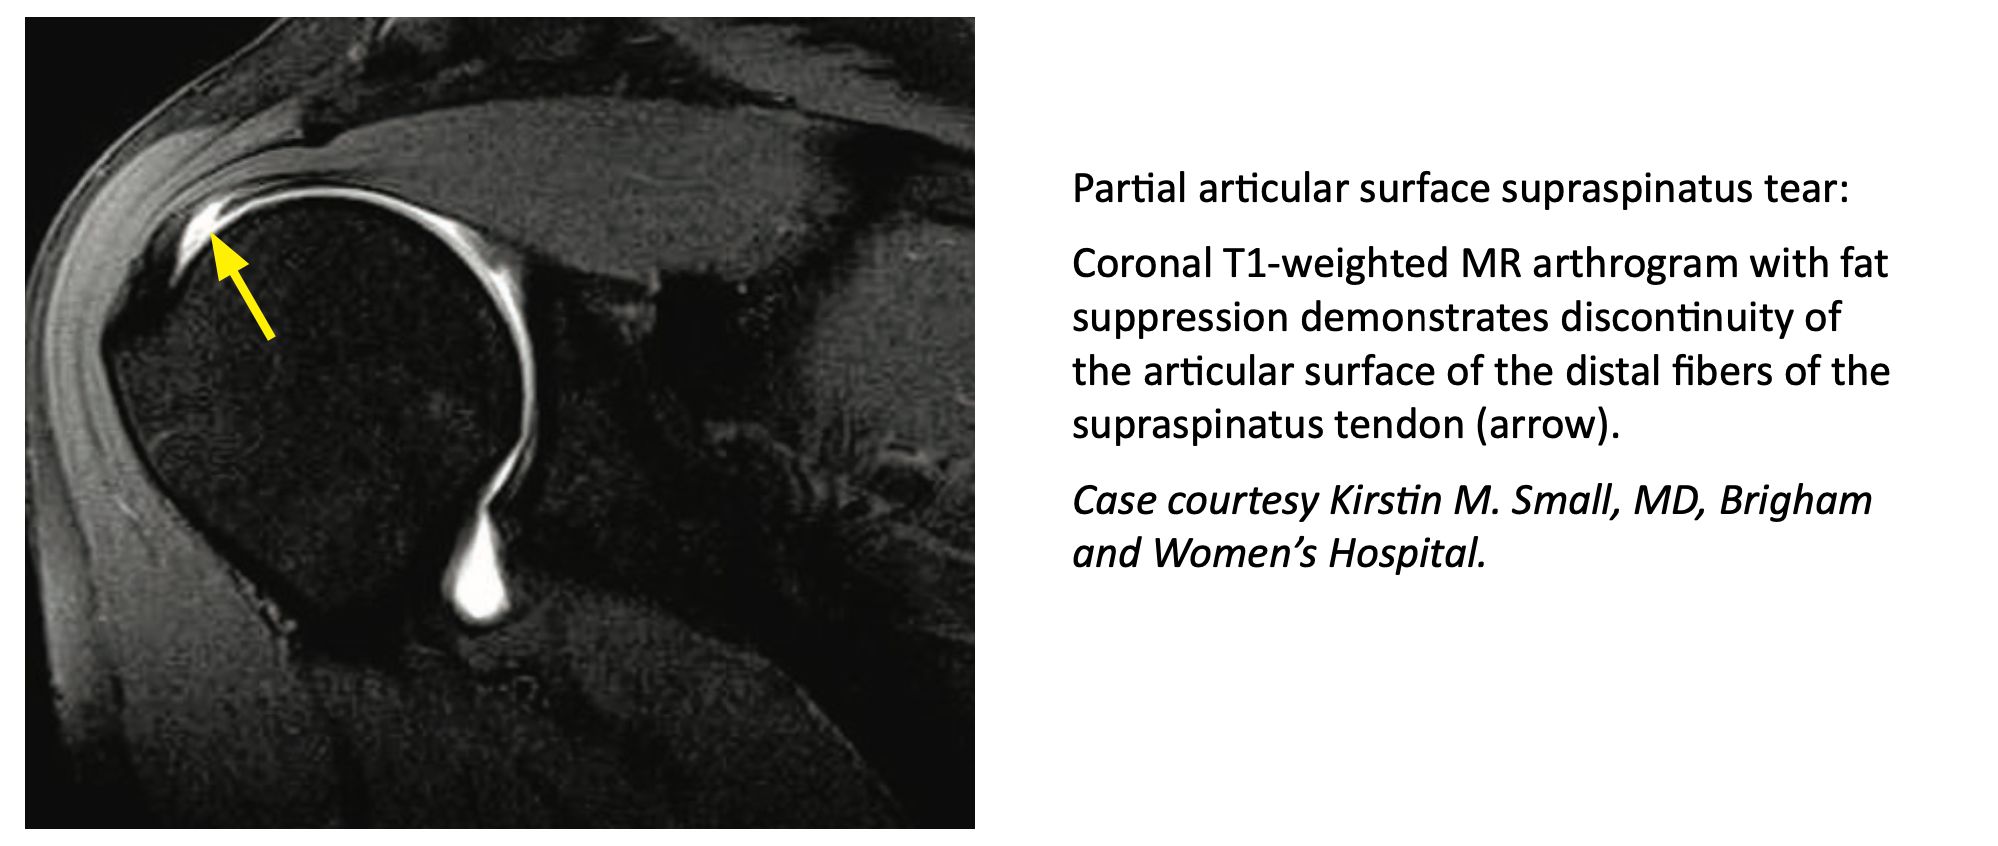 Partial articular surface supraspinatus tear:
Coronal T1-weighted MR arthrogram with fat
suppression demonstrates discontinuity of
the articular surface of the distal fibers of the
supraspinatus tendon (arrow).
Case courtesy Kirstin M. Small, MD, Brigham
and Women’s Hospital.